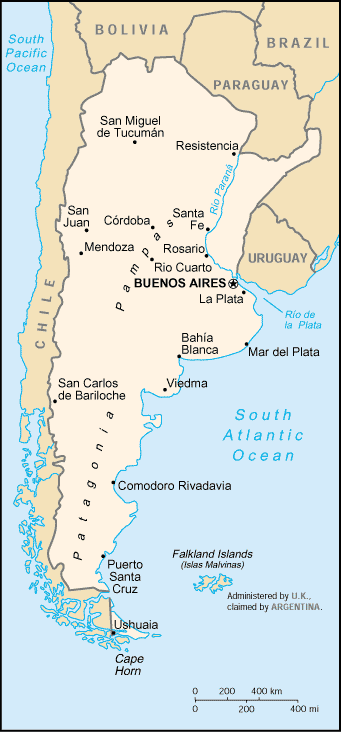 BOLIVIA
South
Pacific
Ocean
BRAZIL
PARAGUAY
San Miguel
de Tucumán
Resistencia
Río Paraná
San
Juan
Córdoba
Santa
Fe
Mendoza
Rosario
Río Cuarto
Pampas
URUGUAY
BUENOS AIRES
La Plata
CHILE
Río de
la Plata
Bahía
Blanca
Mar del Plata
San Carlos
de Bariloche
Viedma
South
Atlantic
Ocean
Patagonia
Comodoro Rivadavia
Puerto
Santa
Cruz
Falkland Islands
(Islas Malvinas)
Administered by U.K.,
claimed by ARGENTINA.
Ushuaia
Cape
Horn
0 200 400 km
0 200 400 mi